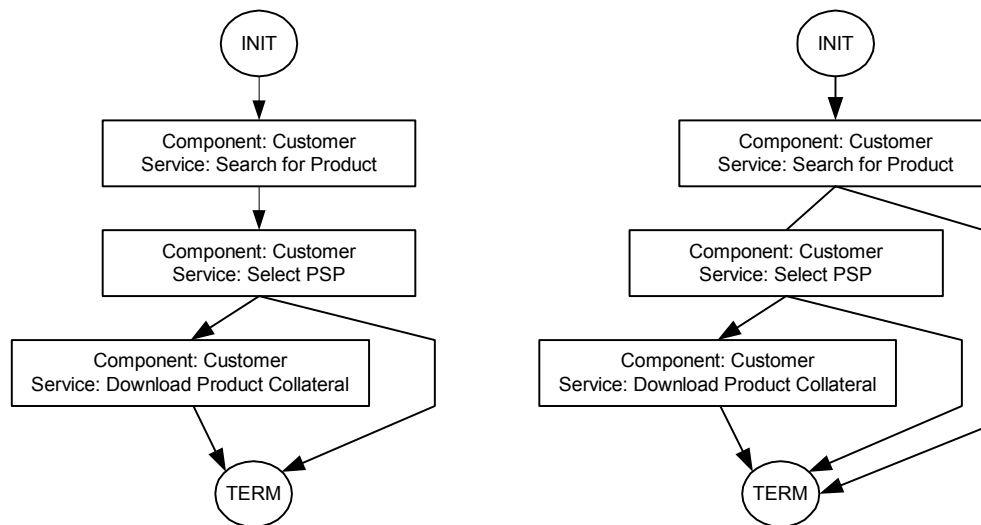 INIT
Component: Customer
Service: Search for Product
Component: Customer
Service: Select PSP
Component: Customer
Service: Download Product Collateral
TERM
INIT
Component: Customer
Service: Search for Product
Component: Customer
Service: Select PSP
Component: Customer
Service: Download Product Collateral
TERM